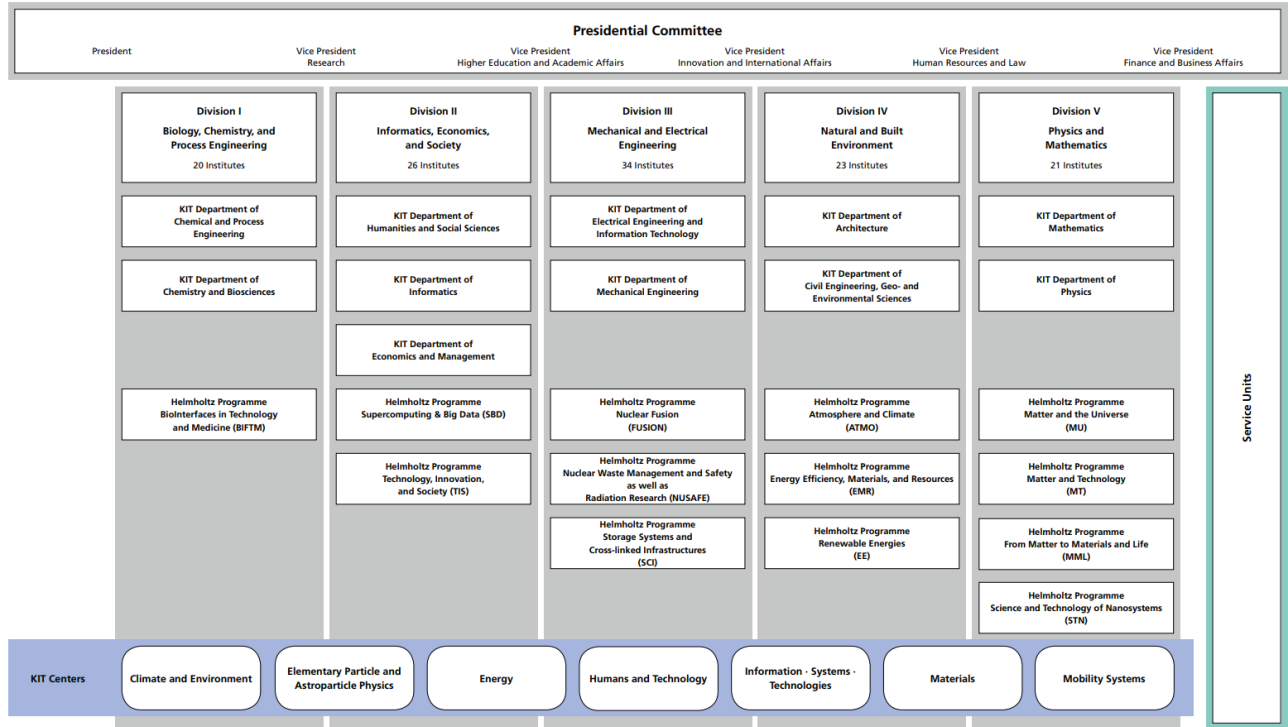 Presidential Committee
President
Vice President
Research
Vice President
Higher Education and Academic Affairs
Vice President
Innovation and International Affairs
Vice President
Human Resources and Law
Vice President
Finance and Business Affairs
Division I
Biology, Chemistry, and
Process Engineering
20 Institutes
KIT Department of
Chemical and Process
Engineering
KIT Department of
Chemistry and Biosciences
Helmholtz Programme
BioInterfaces in Technology
and Medicine (BIFTM)
Division II
Informatics, Economics,
and Society
26 Institutes
KIT Department of
Humanities and Social Sciences
KIT Department of
Informatics
KIT Department of
Economics and Management
Helmholtz Programme
Supercomputing & Big Data (SBD)
Helmholtz Programme
Technology, Innovation,
and Society (TIS)
Division III
Mechanical and Electrical
Engineering
34 Institutes
KIT Department of
Electrical Engineering and
Information Technology
KIT Department of
Mechanical Engineering
Helmholtz Programme
Nuclear Fusion
(FUSION)
Helmholtz Programme
Nuclear Waste Management and Safety
as well as
Radiation Research (NUSAFE)
Helmholtz Programme
Storage Systems and
Cross-linked Infrastructures
(SCI)
Division IV
Natural and Built
Environment
23 Institutes
KIT Department of
Architecture
KIT Department of
Civil Engineering, Geo- and
Environmental Sciences
Helmholtz Programme
Atmosphere and Climate
(ATMO)
Helmholtz Programme
Energy Efficiency, Materials, and Resources
(EMR)
Helmholtz Programme
Renewable Energies
(EE)
Division V
Physics and
Mathematics
21 Institutes
KIT Department of
Mathematics
KIT Department of
Physics
Helmholtz Programme
Matter and the Universe
(MU)
Helmholtz Programme
Matter and Technology
(MT)
Helmholtz Programme
From Matter to Materials and Life
(MML)
Helmholtz Programme
Science and Technology of Nanosystems
(STN)
Service Units
KIT Centers
Climate and Environment
Elementary Particle and
Astroparticle Physics
Energy
Humans and Technology
Information · Systems ·
Technologies
Materials
Mobility Systems